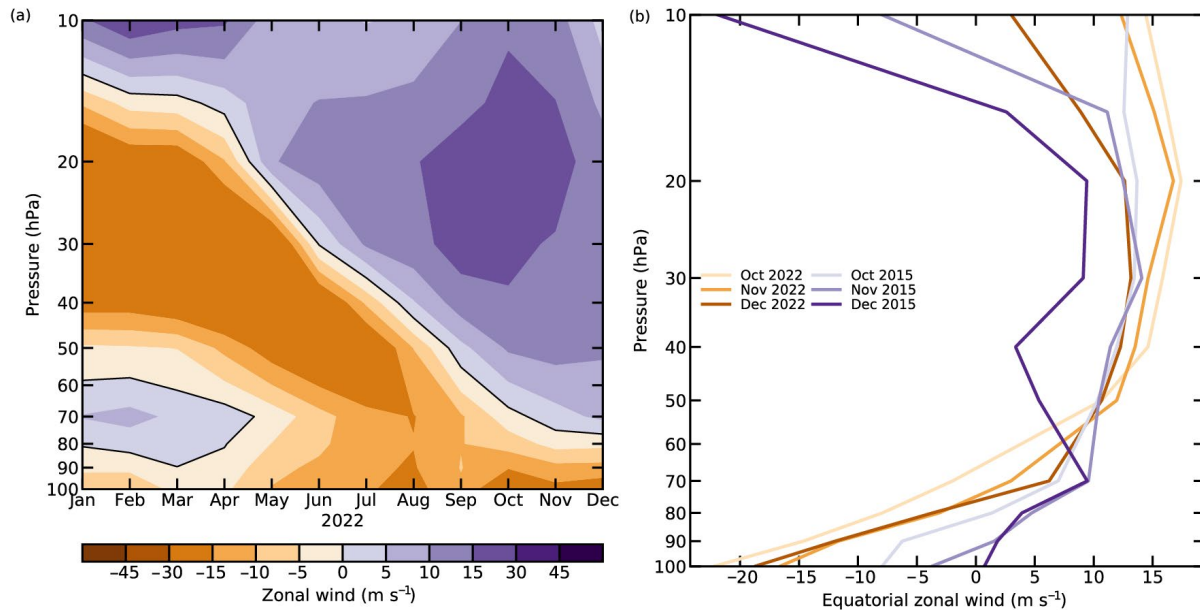 (a)
10
20
30
40
50
60
70
80
90
100
Pressure (hPa)
Jan Feb Mar Apr May Jun Jul Aug Sep Oct Nov Dec
2022
−45 −30 −15 −10 −5 0 5 10 15 30 45
Zonal wind (m s⁻¹)
(b)
10
20
30
40
50
60
70
80
90
100
Pressure (hPa)
Oct 2022 Oct 2015
Nov 2022 Nov 2015
Dec 2022 Dec 2015
−20 −15 −10 −5 0 5 10 15
Equatorial zonal wind (m s⁻¹)